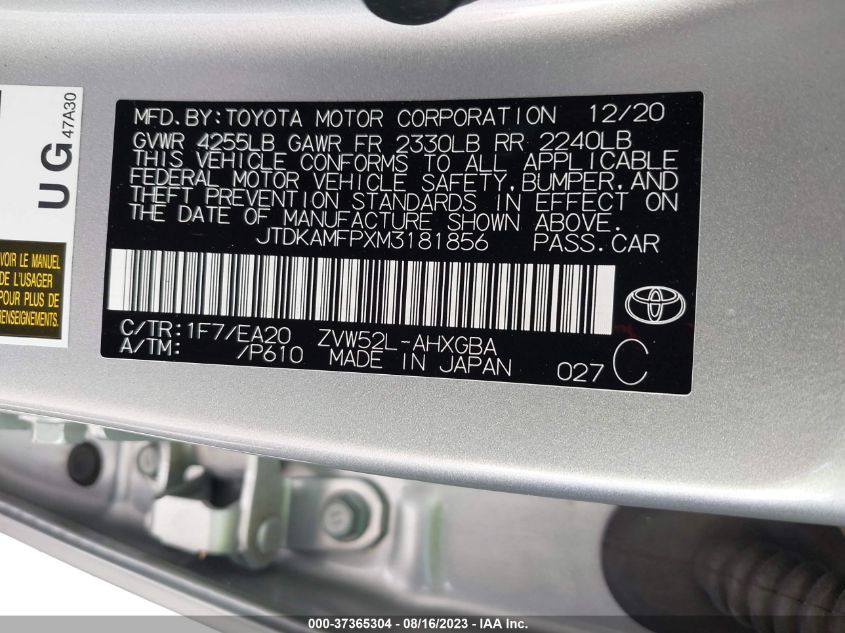 MFD.BY:TOYOTA MOTOR CORPORATION 12/20
GVWR 4255LB GAWR FR 2330LB RR 2240LB
THIS VEHICLE CONFORMS TO ALL APPLICABLE
FEDERAL MOTOR VEHICLE SAFETY,BUMPER,AND
THEFT PREVENTION STANDARDS IN EFFECT ON
THE DATE OF MANUFACTURE SHOWN ABOVE.
JTDKAMFPXM3181856 PASS.CAR
C/TR:1F7/EA20 ZVW52L-AHXGBA
A/TM: /P610 MADE IN JAPAN
027 C
UG
47A30
VOIR LE MANUEL
DE L'USAGER
POUR PLUS DE
RENSEIGNEMENTS.
000-37365304 / 08/16/2023 - IAA Inc.